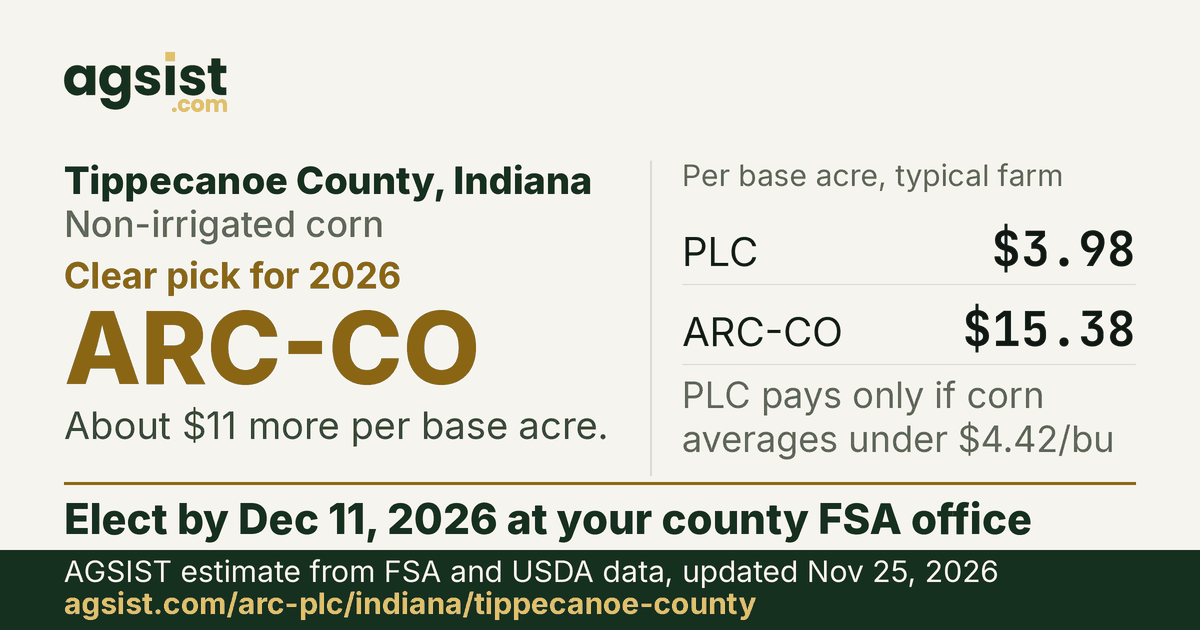 agsist
.com
Tippecanoe County, Indiana
Non-irrigated corn
Clear pick for 2026
ARC-CO
About $11 more per base acre.
Per base acre, typical farm
PLC $3.98
ARC-CO $15.38
PLC pays only if corn
averages under $4.42/bu
Elect by Dec 11, 2026 at your county FSA office
AGSIST estimate from FSA and USDA data, updated Nov 25, 2026
agsist.com/arc-plc/indiana/tippecanoe-county